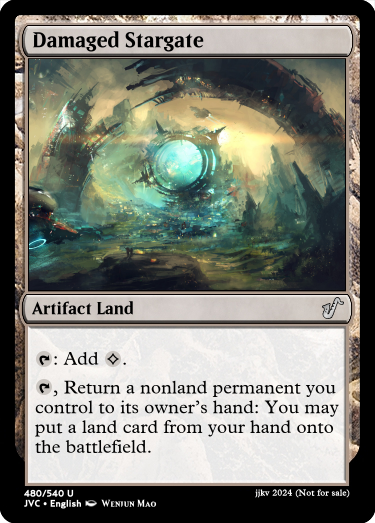 Damaged Stargate
Artifact Land
: Add .
, Return a nonland permanent you
control to its owner's hand: You may
put a land card from your hand onto
the battlefield.
480/540 U
jjkv 2024 (Not for sale)
JVC • English Wenjun Mao